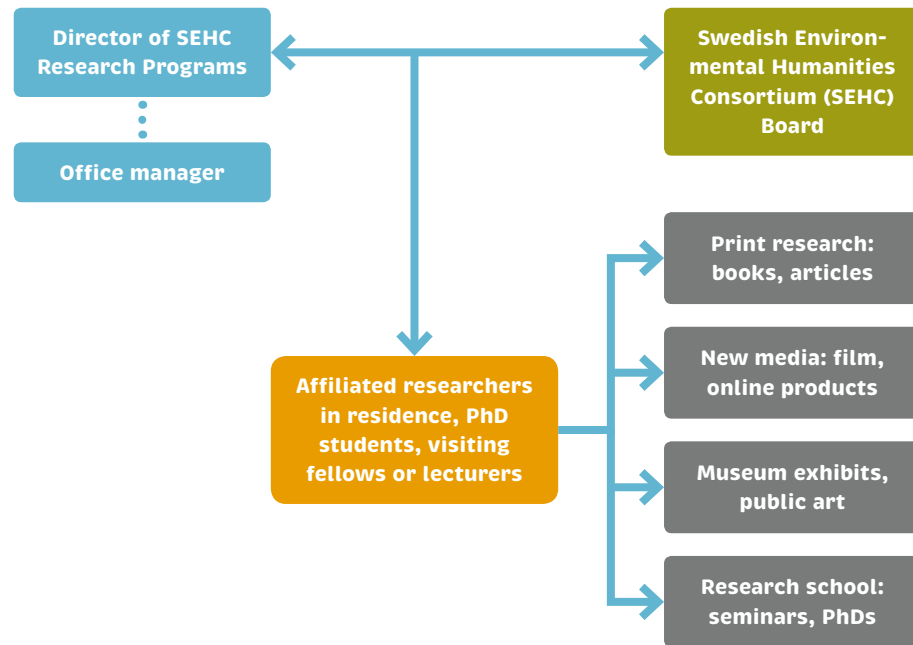 Director of SEHC
Research Programs
Swedish Environ-
mental Humanities
Consortium (SEHC)
Board
Office manager
Print research:
books, articles
New media: film,
online products
Affiliated researchers
in residence, PhD
students, visiting
fellows or lecturers
Museum exhibits,
public art
Research school:
seminars, PhDs